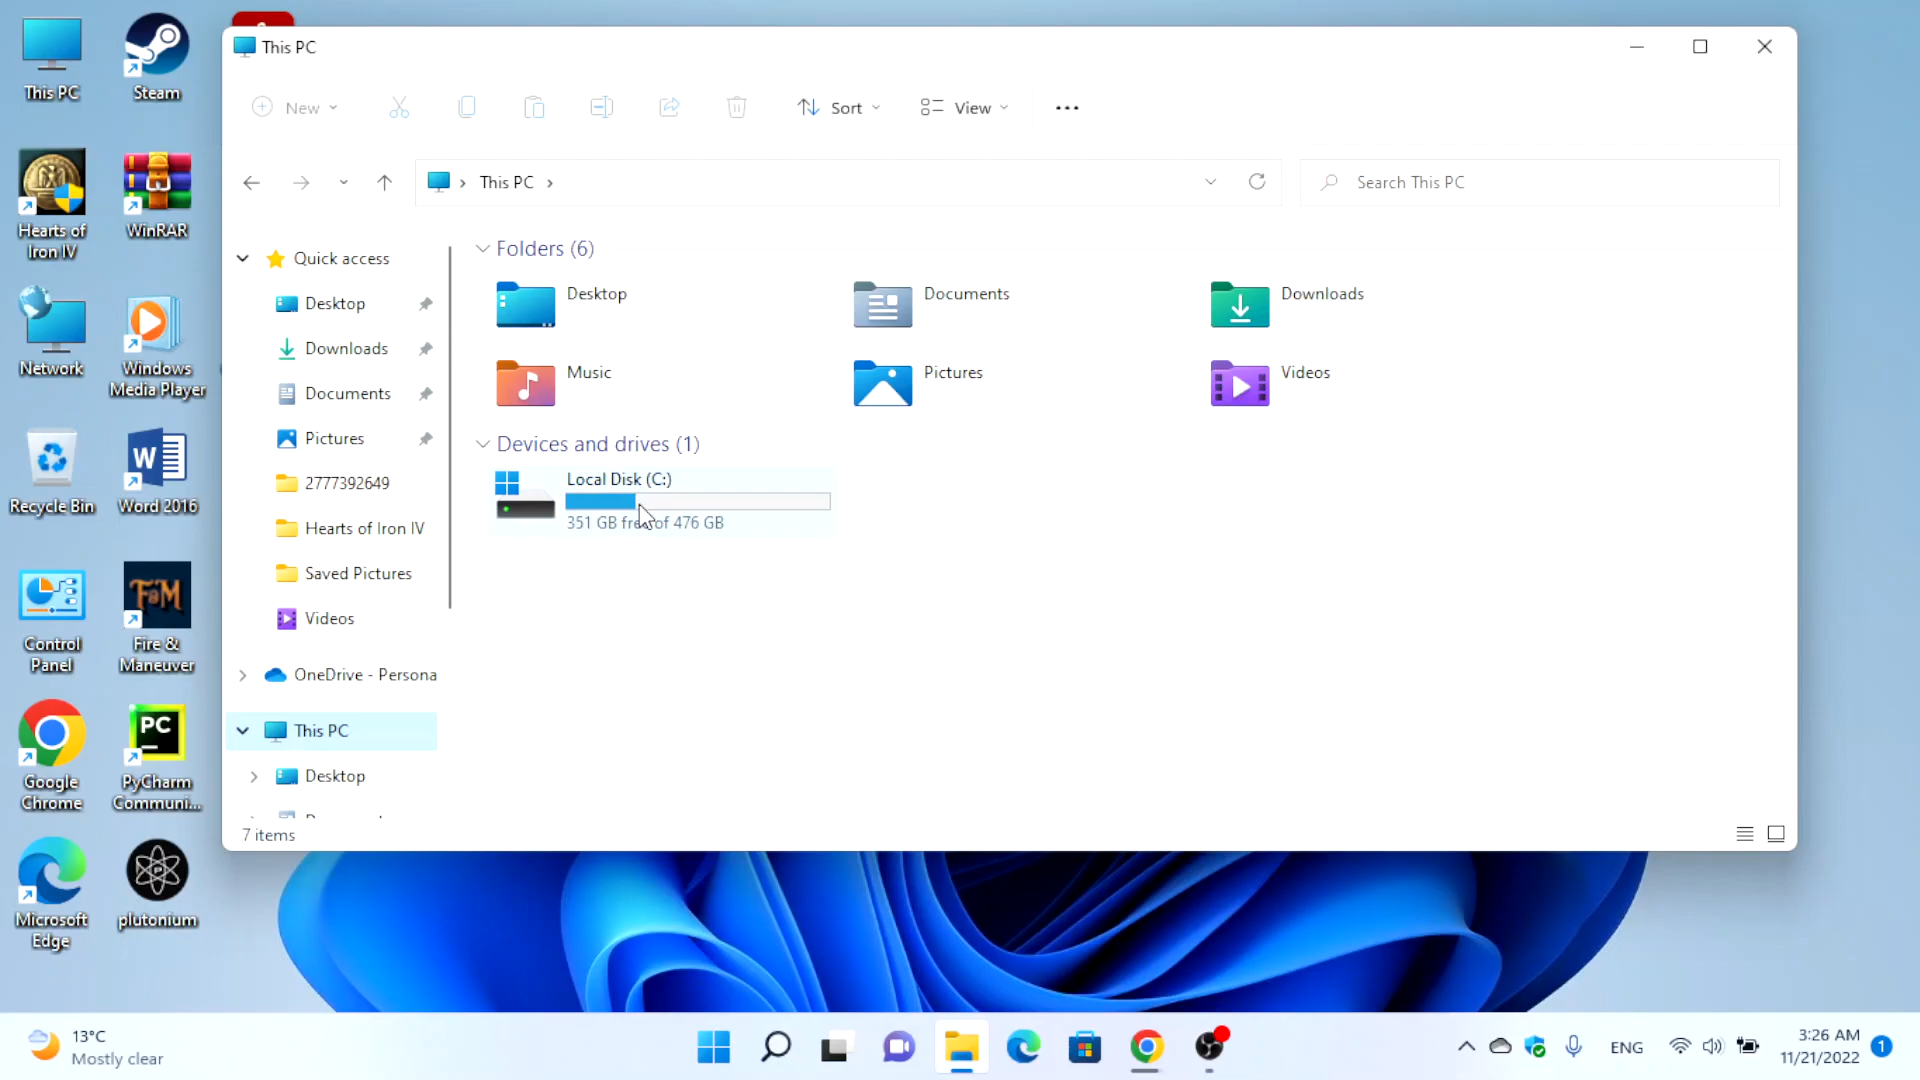 This PC
Steam
Hearts of
Iron IV
WinRAR
Network
Windows
Media Player
Recycle Bin
Word 2016
Control
Panel
Fire &
Maneuver
Google
Chrome
PyCharm
Communi...
Microsoft
Edge
plutonium
This PC
New
Sort
View
This PC
Search This PC
Quick access
Desktop
Downloads
Documents
Pictures
2777392649
Hearts of Iron IV
Saved Pictures
Videos
OneDrive - Persona
This PC
Desktop
7 items
Folders (6)
Desktop
Documents
Downloads
Music
Pictures
Videos
Devices and drives (1)
Local Disk (C:)
351 GB free of 476 GB
13°C
Mostly clear
ENG
3:26 AM
11/21/2022
1